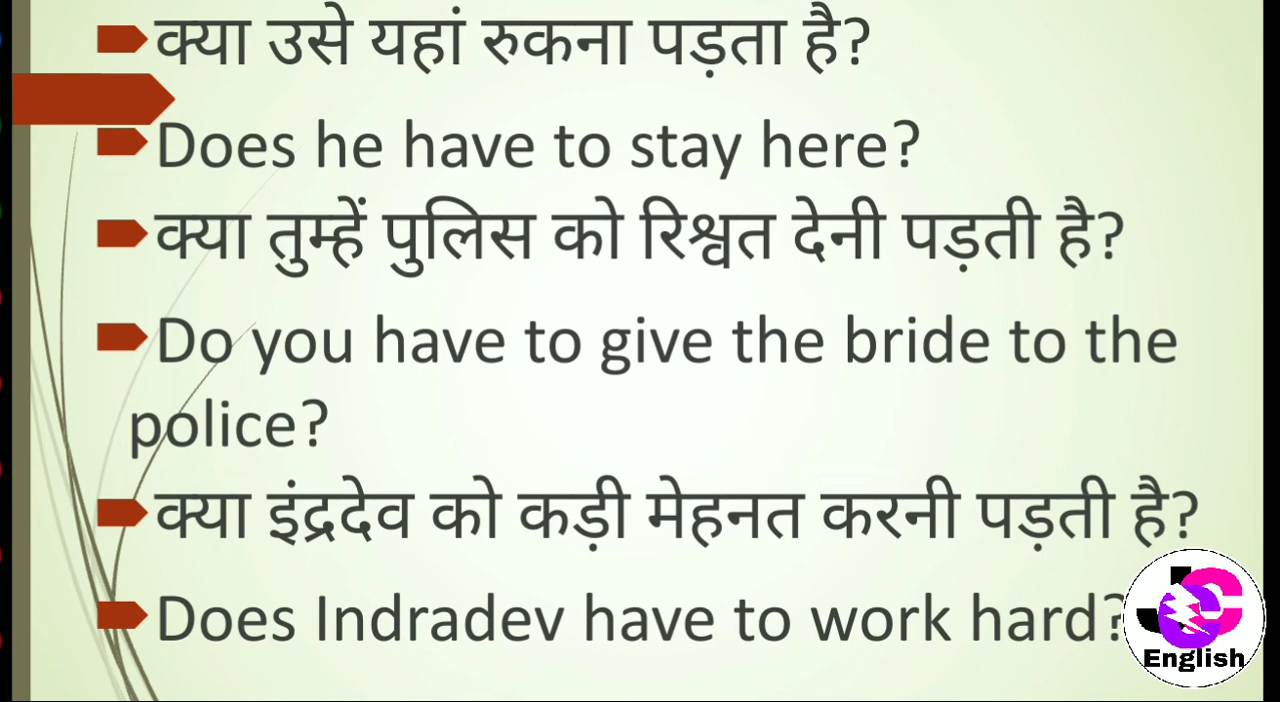 क्या उसे यहां रुकना पड़ता है?
Does he have to stay here?
क्या तुम्हें पुलिस को रिश्वत देनी पड़ती है?
Do you have to give the bride to the
police?
क्या इंद्रदेव को कड़ी मेहनत करनी पड़ती है?
Does Indradev have to work hard?
English